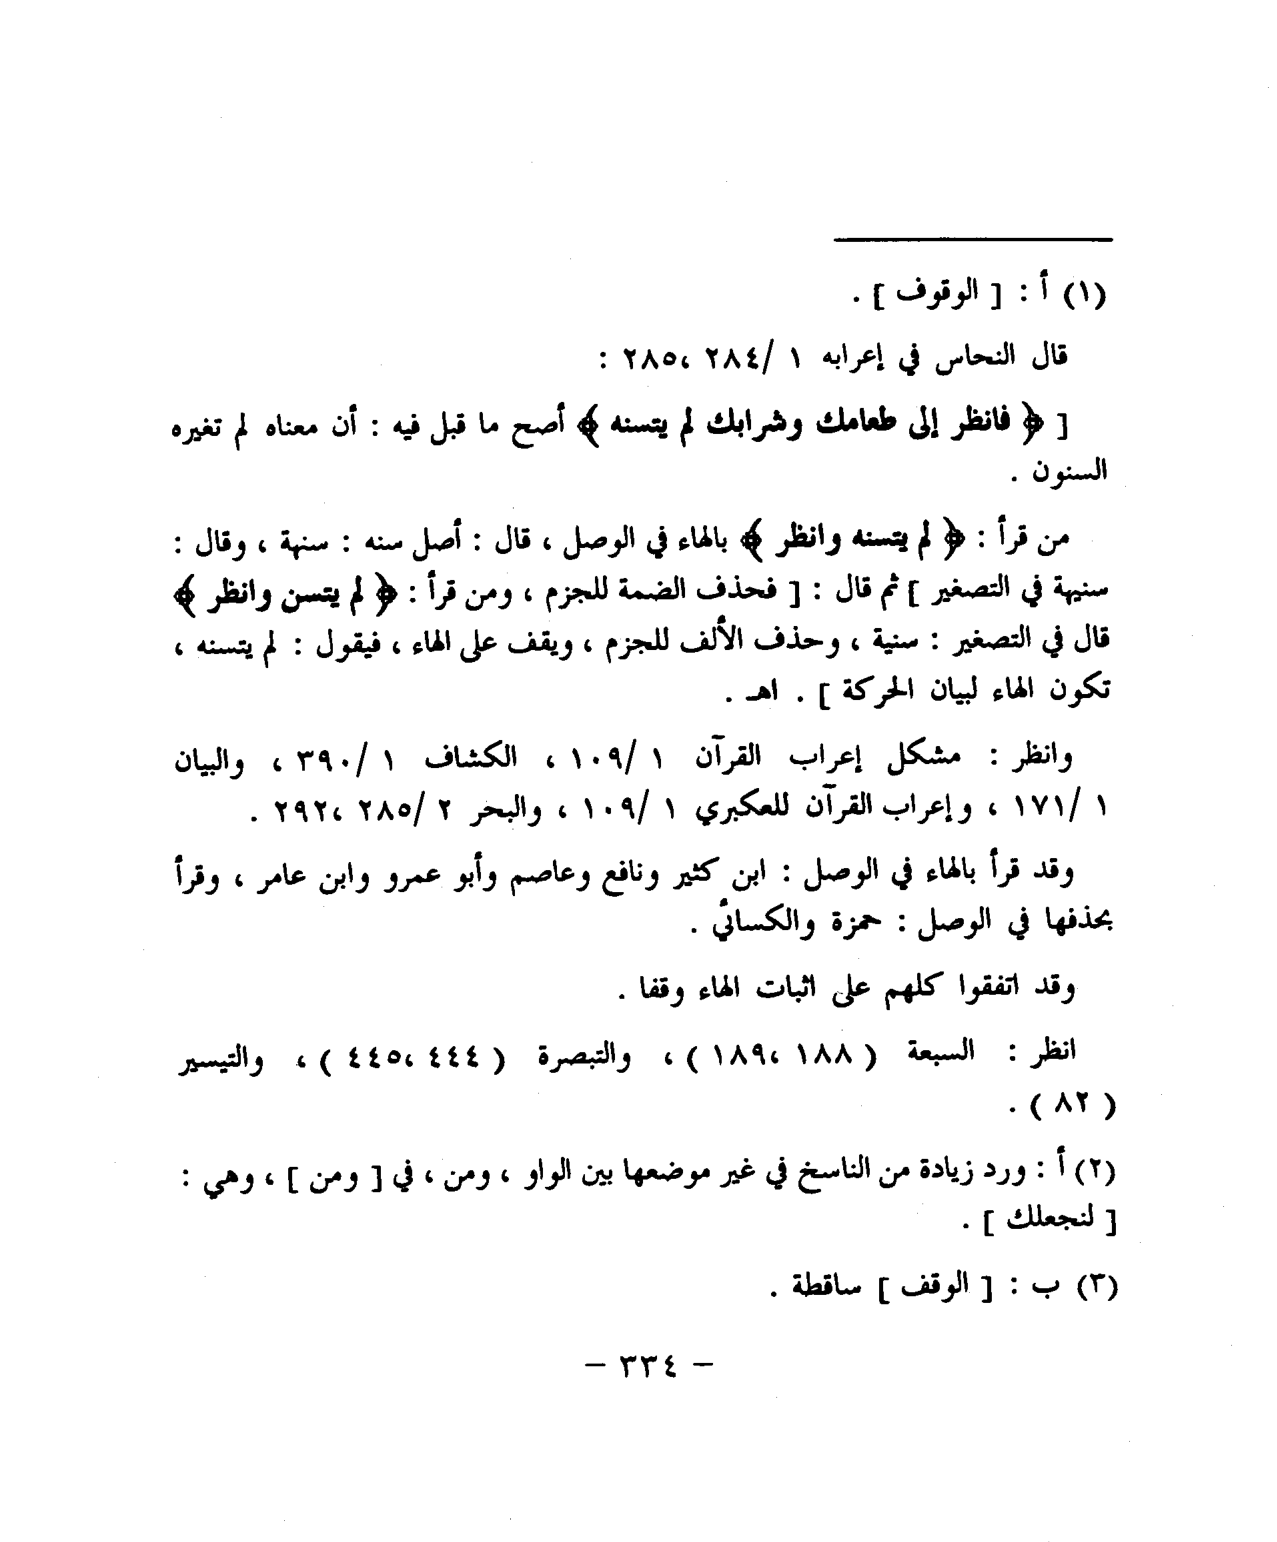 (١) أ : [ الوقوف ] .
قال النحاس في إعرابه ١ /٢٨٤ ،٢٨٥ :
[ ﴿ فانظر إلى طعامك وشرابك لم يتسنه ﴾ أصح ما قبل فيه : أن معناه لم تغيره
السنون .
من قرأ : ﴿ لم يتسنه وانظر ﴾ بالهاء في الوصل ، قال : أصل سنه : سنهة ، وقال :
سنيهة في التصغير ] ثم قال : [ فحذف الضمة للجزم ، ومن قرأ : ﴿ لم يتسن وانظر ﴾
قال في التصغير : سنية ، وحذف الألف للجزم ، ويقف على الهاء ، فيقول : لم يتسنه ،
تكون الهاء لبيان الحركة ] . اهـ .
وانظر : مشكل إعراب القرآن ١ /١٠٩ ، الكشاف ١ /٣٩٠ ، والبيان
١ /١٧١ ، وإعراب القرآن للعكبري ١ /١٠٩ ، والبحر ٢ /٢٨٥ ،٢٩٢ .
وقد قرأ بالهاء في الوصل : ابن كثير ونافع وعاصم وأبو عمرو وابن عامر ، وقرأ
بحذفها في الوصل : حمزة والكسائي .
وقد اتفقوا كلهم على اثبات الهاء وقفا .
انظر : السبعة ( ١٨٨ ،١٨٩ ) ، والتبصرة ( ٤٤٤ ،٤٤٥ ) ، والتيسير
( ٨٢ ) .
(٢) أ : ورد زيادة من الناسخ في غير موضعها بين الواو ، ومن ، في [ ومن ] ، وهي :
[ لنجعلك ] .
(٣) ب : [ الوقف ] ساقطة .
– ٣٣٤ –